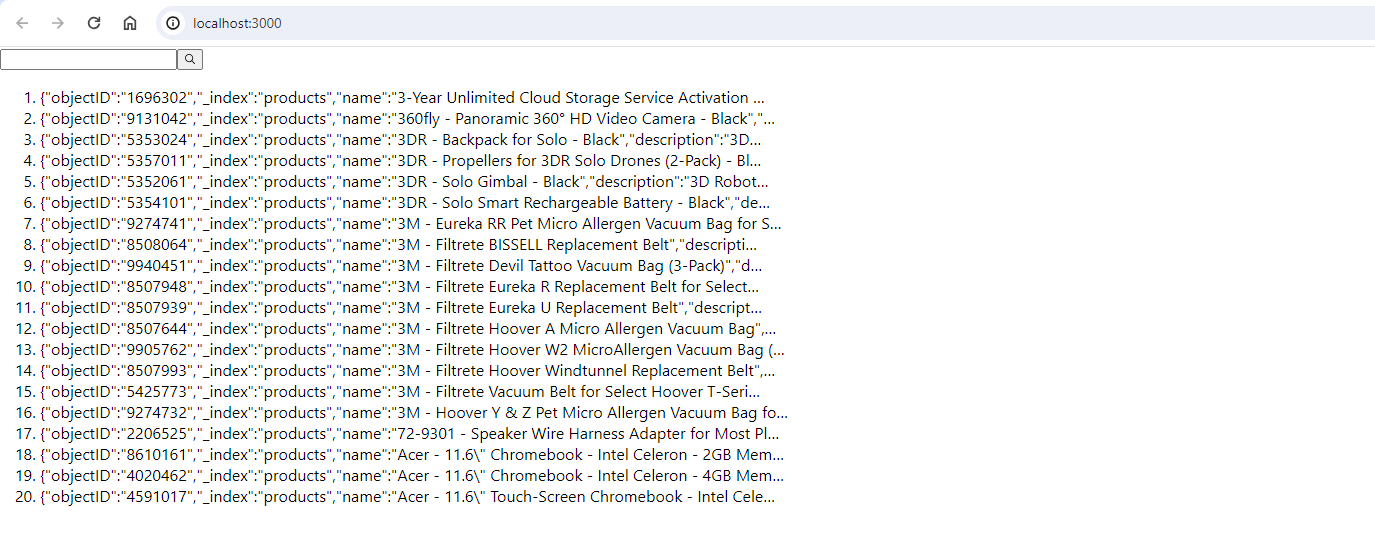 localhost:3000
1. {"objectID":"1696302","_index":"products","name":"3-Year Unlimited Cloud Storage Service Activation ...
2. {"objectID":"9131042","_index":"products","name":"360fly - Panoramic 360° HD Video Camera - Black","...
3. {"objectID":"5353024","_index":"products","name":"3DR - Backpack for Solo - Black","description":"3D...
4. {"objectID":"5357011","_index":"products","name":"3DR - Propellers for 3DR Solo Drones (2-Pack) - Bl...
5. {"objectID":"5352061","_index":"products","name":"3DR - Solo Gimbal - Black","description":"3D Robot...
6. {"objectID":"5354101","_index":"products","name":"3DR - Solo Smart Rechargeable Battery - Black","de...
7. {"objectID":"9274741","_index":"products","name":"3M - Eureka RR Pet Micro Allergen Vacuum Bag for S...
8. {"objectID":"8508064","_index":"products","name":"3M - Filtrete BISSELL Replacement Belt","descripti...
9. {"objectID":"9940451","_index":"products","name":"3M - Filtrete Devil Tattoo Vacuum Bag (3-Pack)","d...
10. {"objectID":"8507948","_index":"products","name":"3M - Filtrete Eureka R Replacement Belt for Select...
11. {"objectID":"8507939","_index":"products","name":"3M - Filtrete Eureka U Replacement Belt","descript...
12. {"objectID":"8507644","_index":"products","name":"3M - Filtrete Hoover A Micro Allergen Vacuum Bag",...
13. {"objectID":"9905762","_index":"products","name":"3M - Filtrete Hoover W2 MicroAllergen Vacuum Bag (...
14. {"objectID":"8507993","_index":"products","name":"3M - Filtrete Hoover Windtunnel Replacement Belt",...
15. {"objectID":"5425773","_index":"products","name":"3M - Filtrete Vacuum Belt for Select Hoover T-Seri...
16. {"objectID":"9274732","_index":"products","name":"3M - Hoover Y & Z Pet Micro Allergen Vacuum Bag fo...
17. {"objectID":"2206525","_index":"products","name":"72-9301 - Speaker Wire Harness Adapter for Most Pl...
18. {"objectID":"8610161","_index":"products","name":"Acer - 11.6\" Chromebook - Intel Celeron - 2GB Mem...
19. {"objectID":"4020462","_index":"products","name":"Acer - 11.6\" Chromebook - Intel Celeron - 4GB Mem...
20. {"objectID":"4591017","_index":"products","name":"Acer - 11.6\" Touch-Screen Chromebook - Intel Cele...